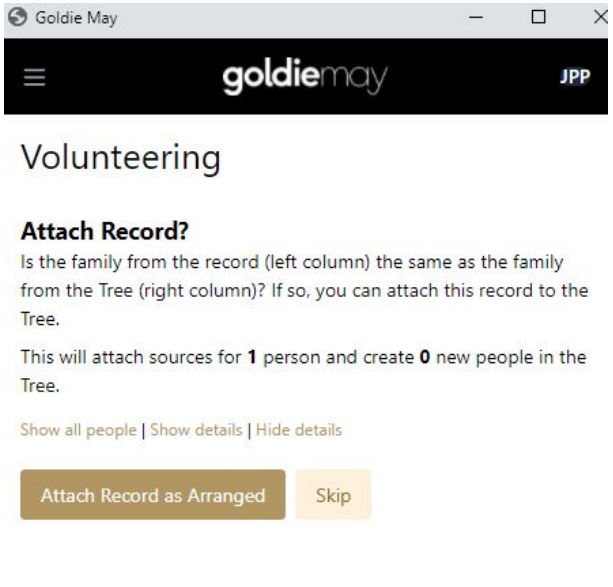 Goldie May
goldiemay
JPP
Volunteering
Attach Record?
Is the family from the record (left column) the same as the family
from the Tree (right column)? If so, you can attach this record to the
Tree.
This will attach sources for 1 person and create 0 new people in the
Tree.
Show all people | Show details | Hide details
Attach Record as Arranged
Skip